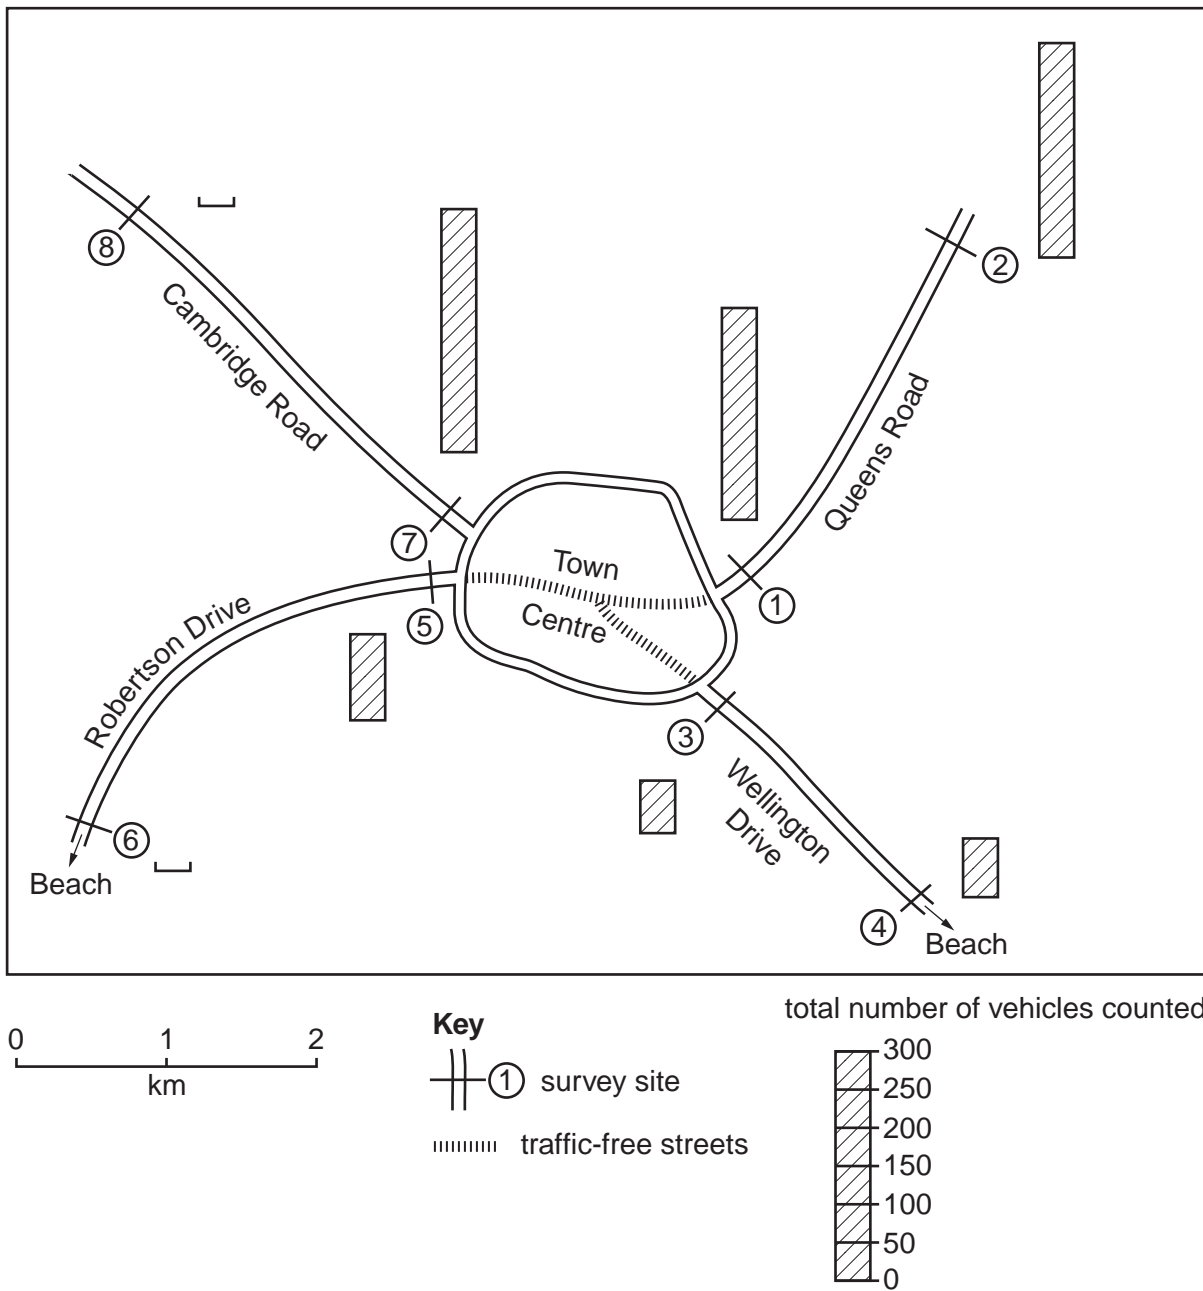 2
8
Cambridge Road
Queens Road
7
Town
Centre
1
5
Robertson Drive
3
Wellington
Drive
6
Beach
4
Beach
total number of vehicles counted
0 1 2
km
Key
1 survey site
traffic-free streets
300
250
200
150
100
50
0